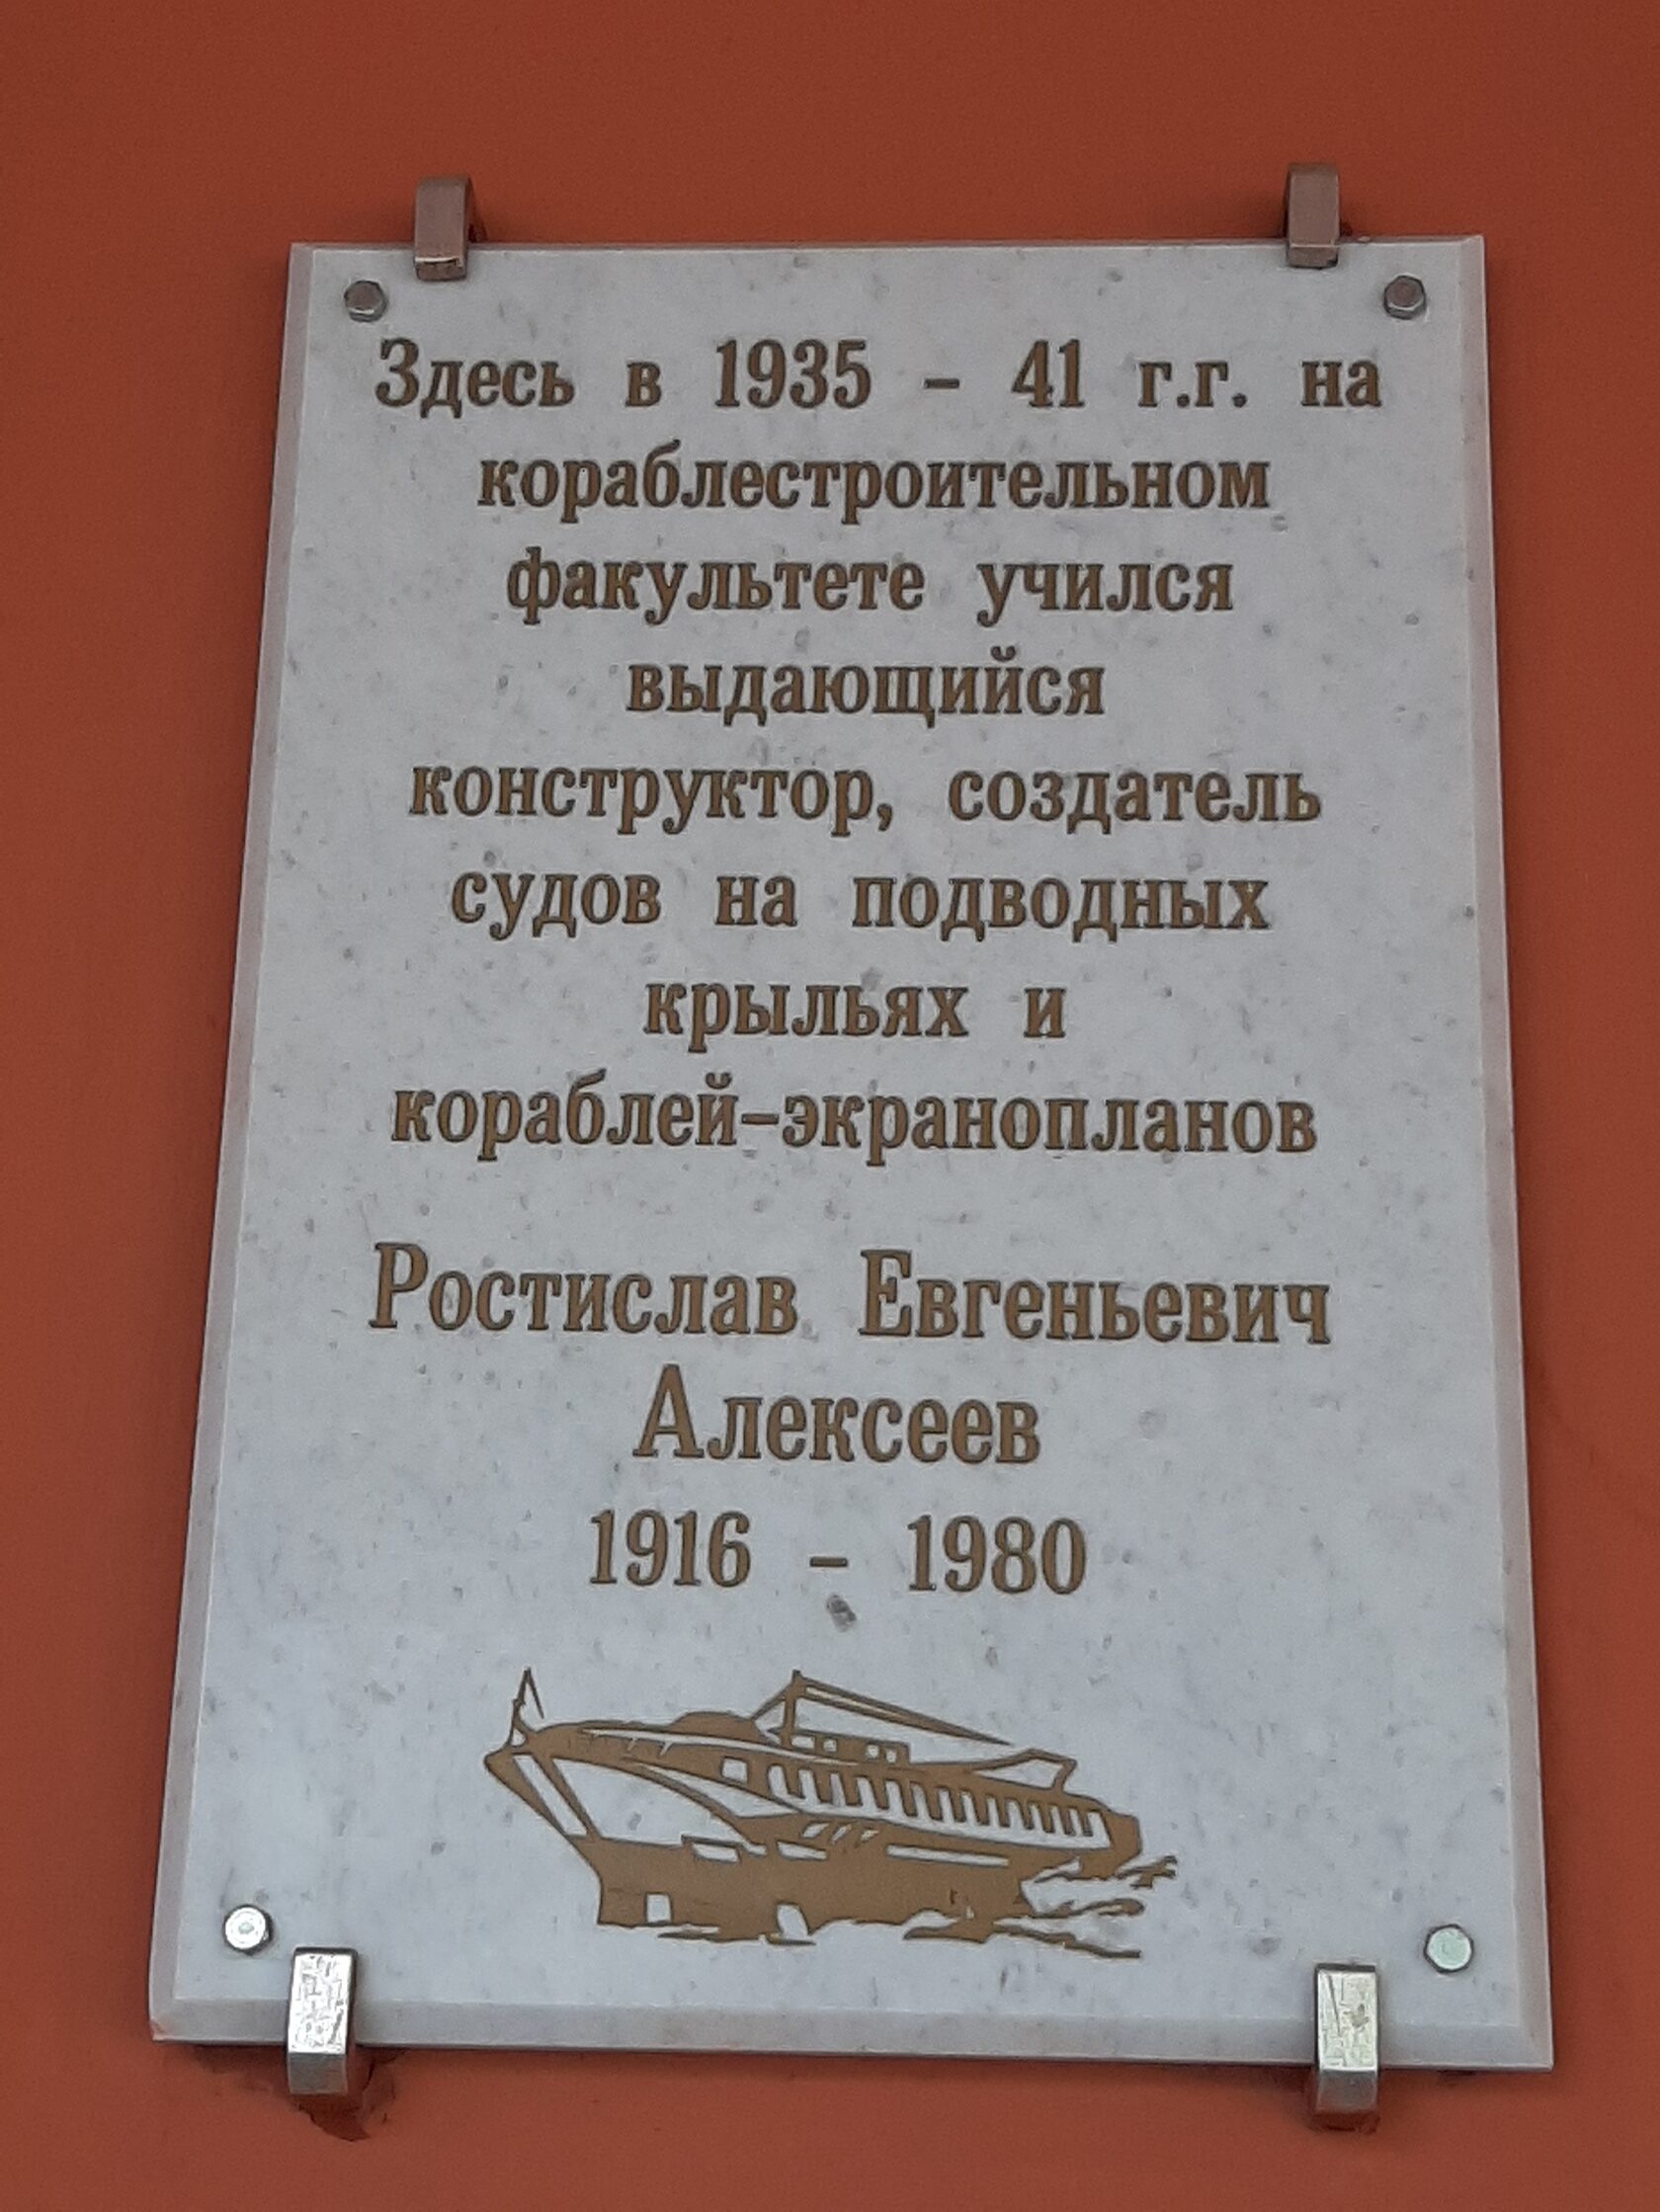 Здесь в 1935 – 41 г.г. на
кораблестроительном
факультете учился
выдающийся
конструктор, создатель
судов на подводных
крыльях и
кораблей–экранопланов
Ростислав Евгеньевич
Алексеев
1916 – 1980